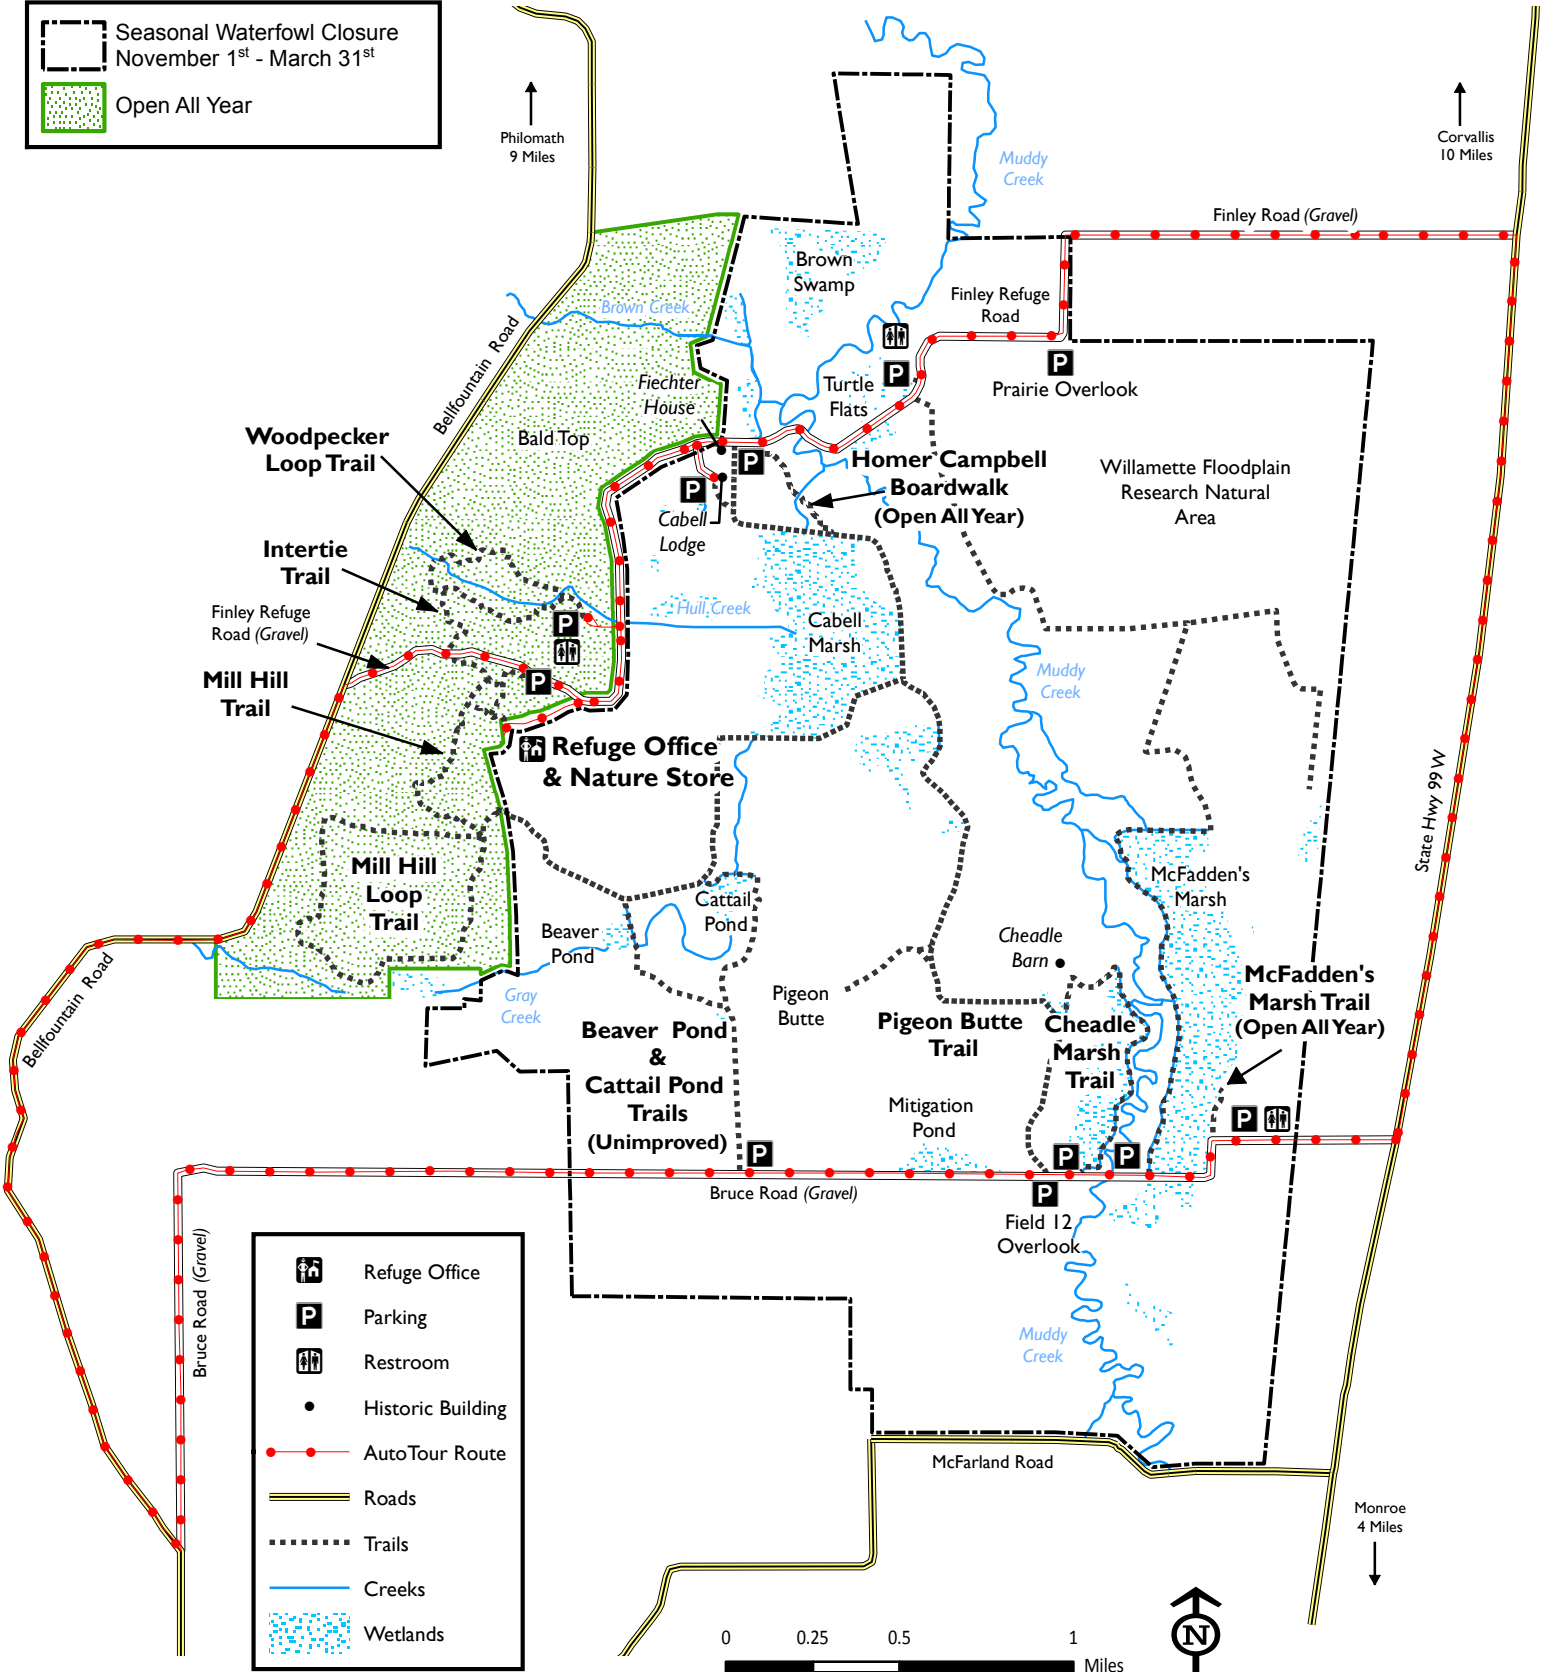 Seasonal Waterfowl Closure
November 1st - March 31st
Open All Year
Philomath
9 Miles
Corvallis
10 Miles
Muddy
Creek
Finley Road (Gravel)
Brown
Swamp
Finley Refuge
Road
Brown Creek
Bellfountain Road
Fiechter
House
Turtle
Flats
Prairie Overlook
Woodpecker
Loop Trail
Bald Top
Homer Campbell
Boardwalk
(Open All Year)
Willamette Floodplain
Research Natural
Area
Cabell
Lodge
Intertie
Trail
Finley Refuge
Road (Gravel)
Hull Creek
Cabell
Marsh
Mill Hill
Trail
Muddy
Creek
Refuge Office
& Nature Store
State Hwy 99 W
Mill Hill
Loop
Trail
McFadden's
Marsh
Cattail
Pond
Beaver
Pond
Cheadle
Barn
Bellfountain Road
Gray
Creek
Pigeon
Butte
McFadden's
Marsh Trail
(Open All Year)
Beaver Pond
&
Cattail Pond
Trails
(Unimproved)
Pigeon Butte
Trail
Cheadle
Marsh
Trail
Mitigation
Pond
P
P
P
P
P
P
P
P
P
P
P
Bruce Road (Gravel)
Field 12
Overlook
Bruce Road (Gravel)
Muddy
Creek
Refuge Office
P Parking
Restroom
Historic Building
Auto Tour Route
Roads
Trails
Creeks
Wetlands
McFarland Road
Monroe
4 Miles
0 0.25 0.5 1
Miles
N